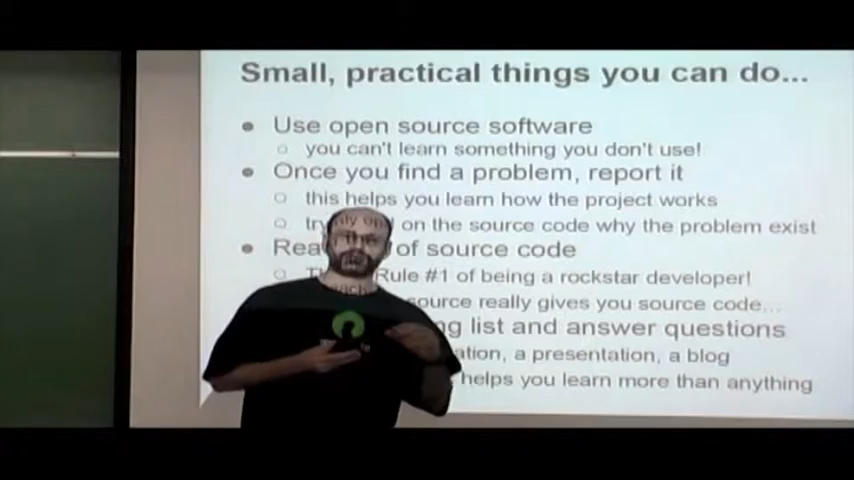 Small, practical things you can do...
● Use open source software
○ you can't learn something you don't use!
● Once you find a problem, report it
○ this helps you learn how the project works
○ on the source code why the problem exist
● of source code
○ Rule #1 of being a rockstar developer!
source really gives you source code...
list and answer questions
a presentation, a blog
helps you learn more than anything